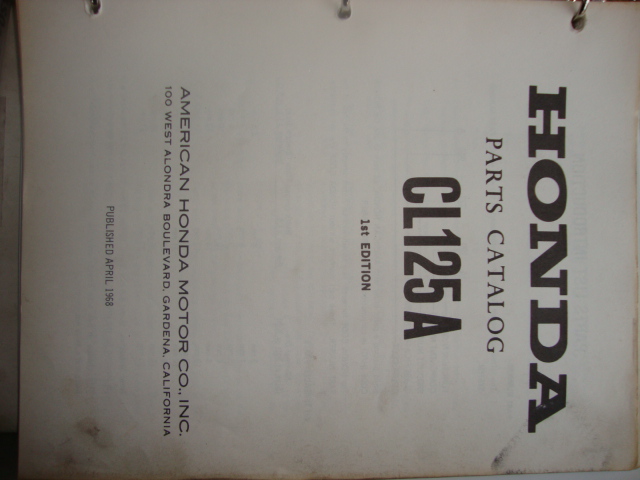 HONDA
PARTS CATALOG
CL125A
1st EDITION
AMERICAN HONDA MOTOR CO., INC.
100 WEST ALONDRA BOULEVARD, GARDENA, CALIFORNIA
PUBLISHED APRIL 1968